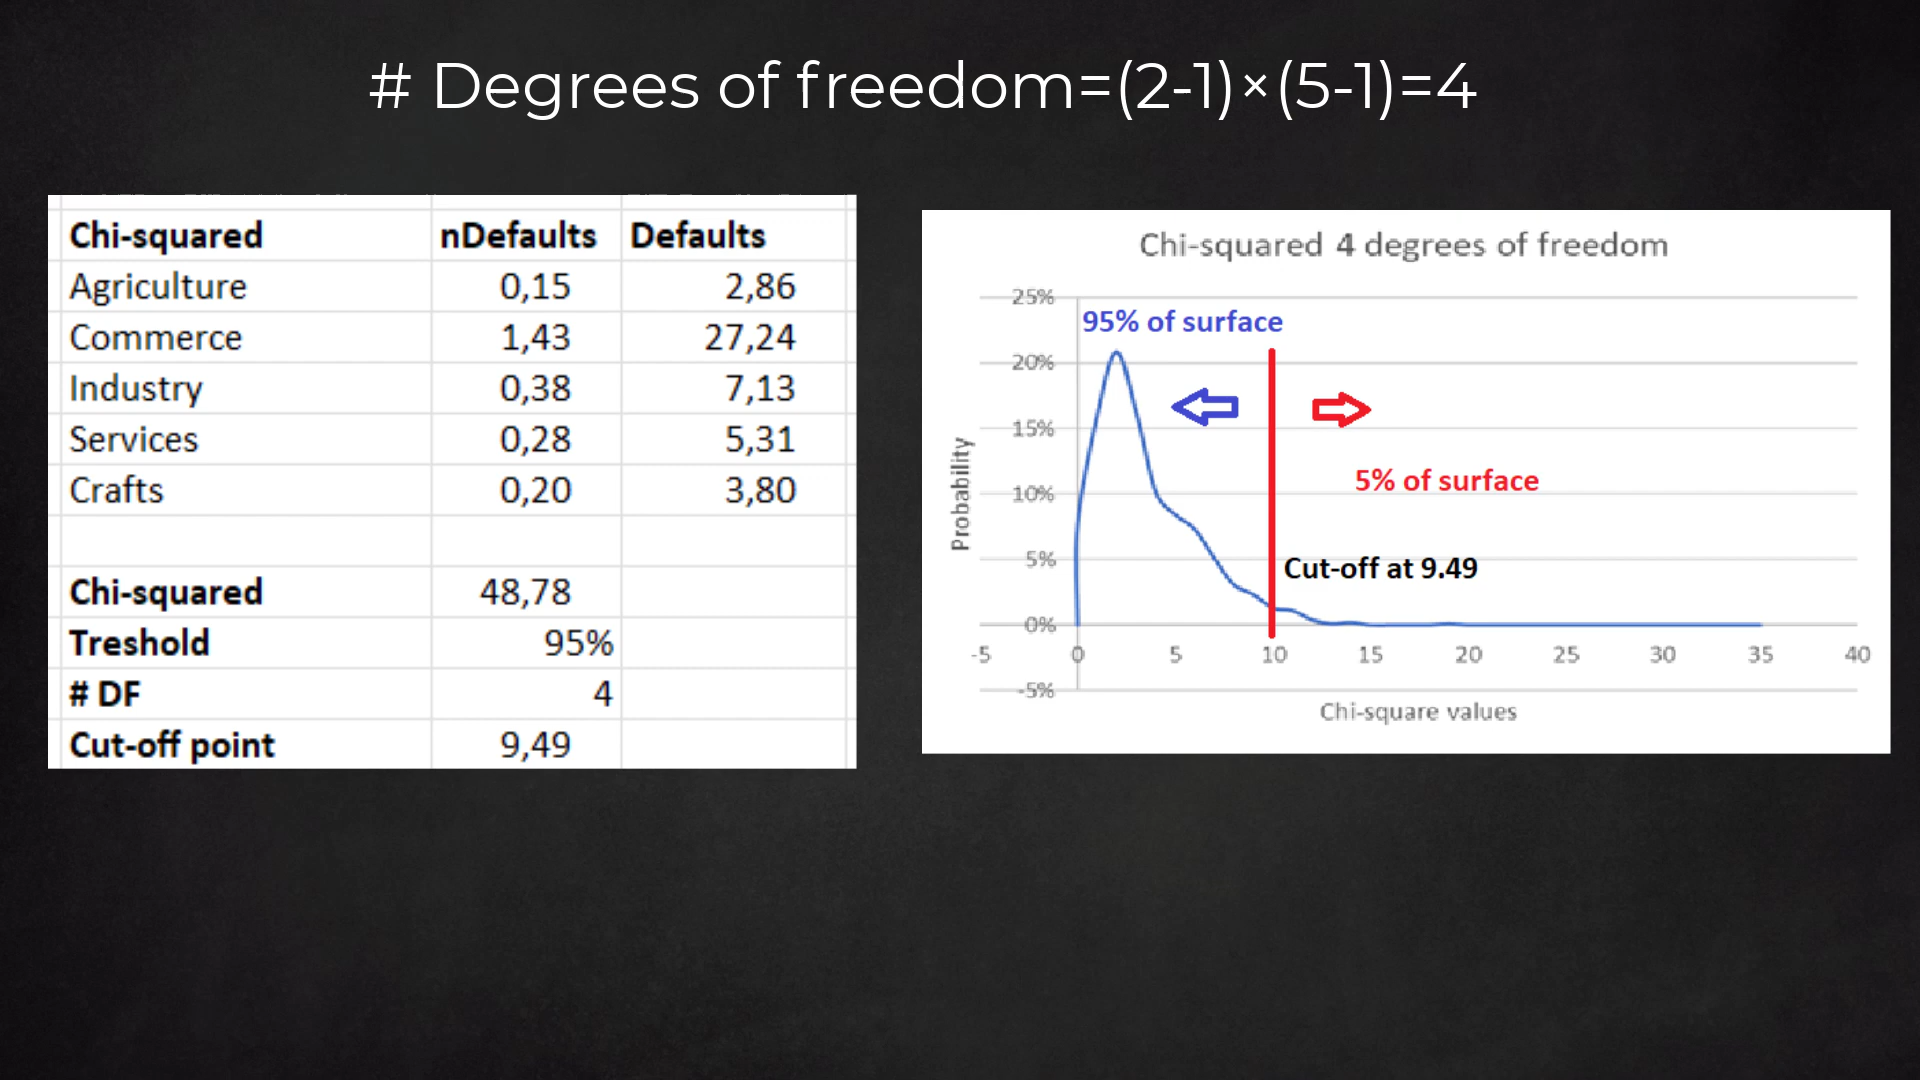 # Degrees of freedom=(2-1)×(5-1)=4
Chi-squared nDefaults Defaults
Agriculture 0,15 2,86
Commerce 1,43 27,24
Industry 0,38 7,13
Services 0,28 5,31
Crafts 0,20 3,80
Chi-squared 48,78
Treshold 95%
# DF 4
Cut-off point 9,49
Chi-squared 4 degrees of freedom
25%
95% of surface
20%
15%
5% of surface
10%
5%
Cut-off at 9.49
0%
-5 0 5 10 15 20 25 30 35 40
-5%
Probability
Chi-square values